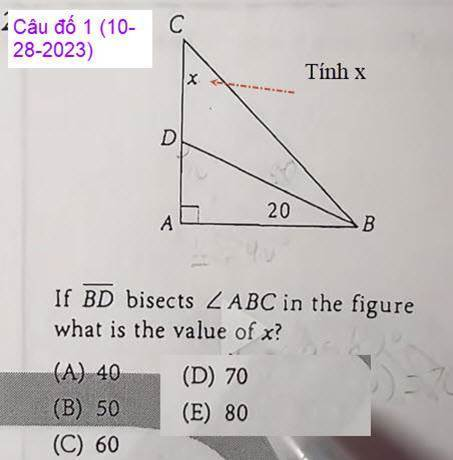 Câu đố 1 (10-
28-2023)
C
x
Tính x
D
20
A
B
If BD bisects ∠ABC in the figure
what is the value of x?
(A) 40
(B) 50
(C) 60
(D) 70
(E) 80